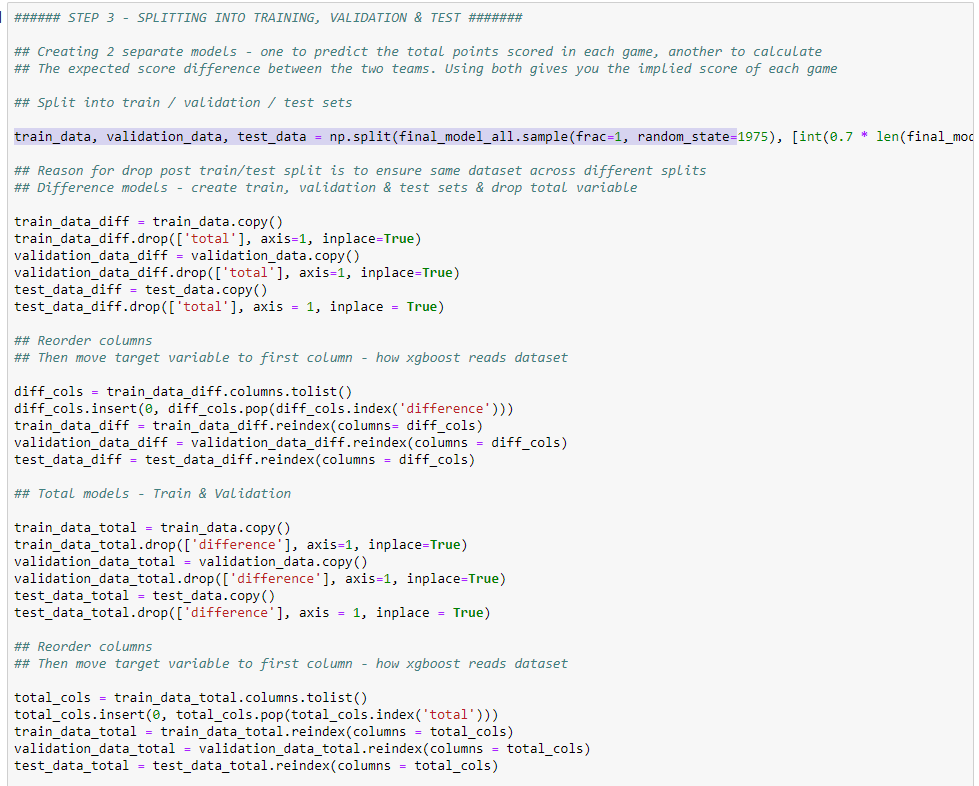 ###### STEP 3 - SPLITTING INTO TRAINING, VALIDATION & TEST #######
## Creating 2 separate models - one to predict the total points scored in each game, another to calculate
## The expected score difference between the two teams. Using both gives you the implied score of each game
## Split into train / validation / test sets
train_data, validation_data, test_data = np.split(final_model_all.sample(frac=1, random_state=1975), [int(0.7 * len(final_mod
## Reason for drop post train/test split is to ensure same dataset across different splits
## Difference models - create train, validation & test sets & drop total variable
train_data_diff = train_data.copy()
train_data_diff.drop(['total'], axis=1, inplace=True)
validation_data_diff = validation_data.copy()
validation_data_diff.drop(['total'], axis=1, inplace=True)
test_data_diff = test_data.copy()
test_data_diff.drop(['total'], axis = 1, inplace = True)
## Reorder columns
## Then move target variable to first column - how xgboost reads dataset
diff_cols = train_data_diff.columns.tolist()
diff_cols.insert(0, diff_cols.pop(diff_cols.index('difference')))
train_data_diff = train_data_diff.reindex(columns= diff_cols)
validation_data_diff = validation_data_diff.reindex(columns = diff_cols)
test_data_diff = test_data_diff.reindex(columns = diff_cols)
## Total models - Train & Validation
train_data_total = train_data.copy()
train_data_total.drop(['difference'], axis=1, inplace=True)
validation_data_total = validation_data.copy()
validation_data_total.drop(['difference'], axis=1, inplace=True)
test_data_total = test_data.copy()
test_data_total.drop(['difference'], axis = 1, inplace = True)
## Reorder columns
## Then move target variable to first column - how xgboost reads dataset
total_cols = train_data_total.columns.tolist()
total_cols.insert(0, total_cols.pop(total_cols.index('total')))
train_data_total = train_data_total.reindex(columns = total_cols)
validation_data_total = validation_data_total.reindex(columns = total_cols)
test_data_total = test_data_total.reindex(columns = total_cols)